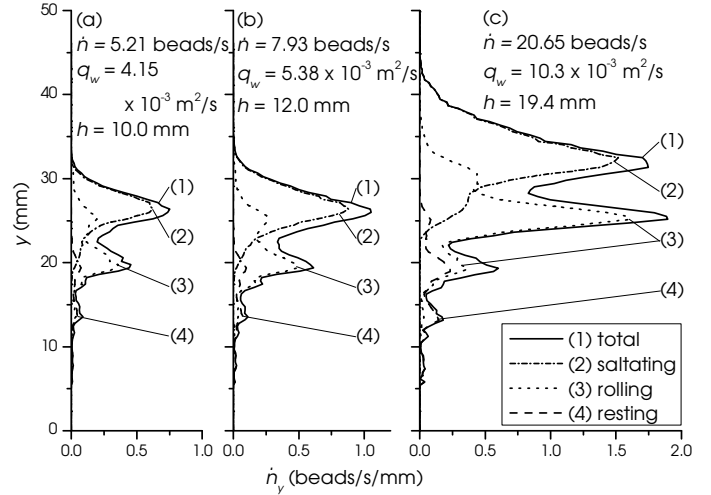 (a)
ṅ = 5.21 beads/s
q_w = 4.15
x 10⁻³ m²/s
h = 10.0 mm
(b)
ṅ = 7.93 beads/s
q_w = 5.38 x 10⁻³ m²/s
h = 12.0 mm
(c)
ṅ = 20.65 beads/s
q_w = 10.3 x 10⁻³ m²/s
h = 19.4 mm
50
40
30
20
10
0
y (mm)
(1)
(2)
(3)
(4)
(1)
(2)
(3)
(4)
(1)
(2)
(3)
(4)
(1) total
(2) saltating
(3) rolling
(4) resting
0.0 0.5 1.0
0.0 0.5 1.0
0.0 0.5 1.0 1.5 2.0
ṅ_y (beads/s/mm)